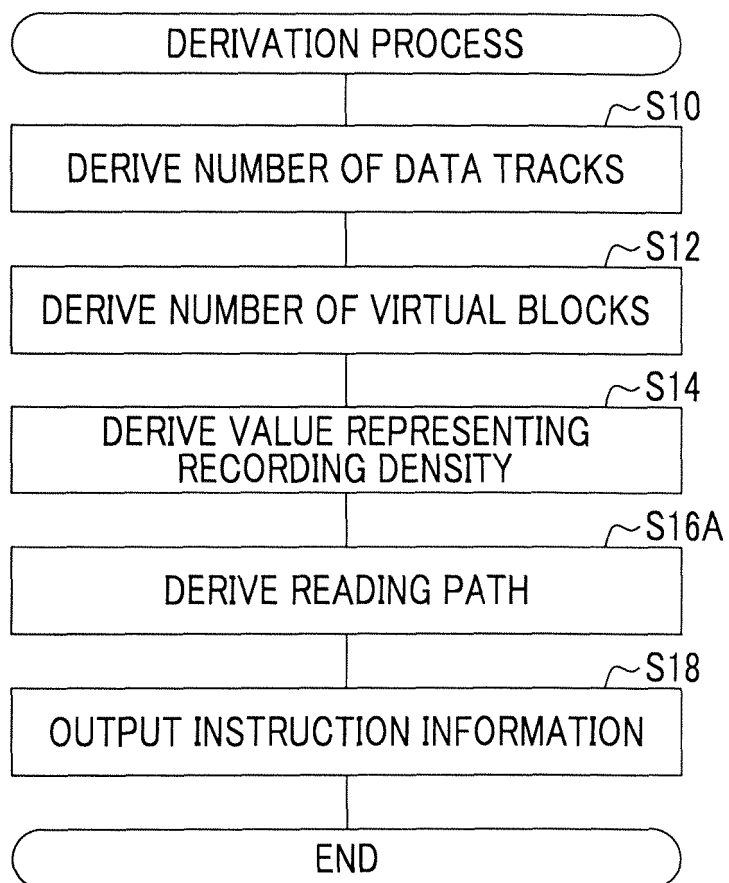 DERIVATION PROCESS
S10
DERIVE NUMBER OF DATA TRACKS
S12
DERIVE NUMBER OF VIRTUAL BLOCKS
S14
DERIVE VALUE REPRESENTING
RECORDING DENSITY
S16A
DERIVE READING PATH
S18
OUTPUT INSTRUCTION INFORMATION
END